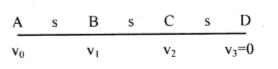 A s B s C s D
v₀ v₁ v₂ v₃=0